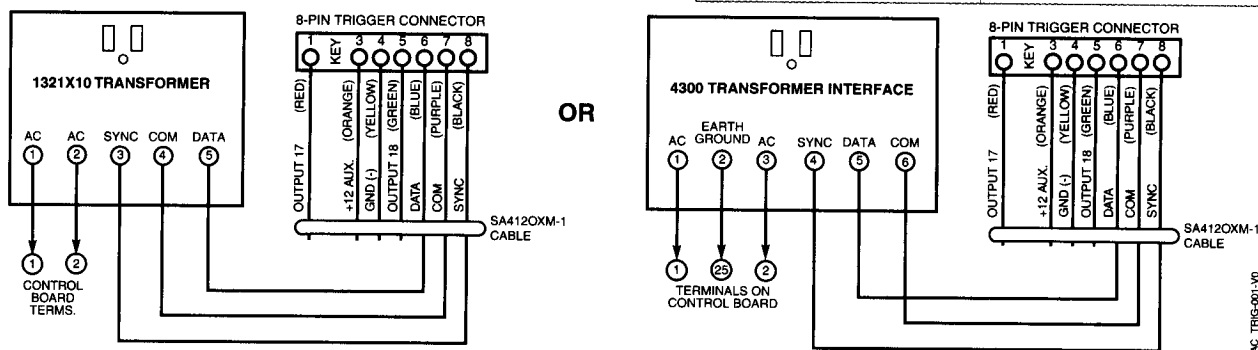 8-PIN TRIGGER CONNECTOR
1 KEY 3 4 5 6 7 8
1321X10 TRANSFORMER
(RED) (ORANGE) (YELLOW) (GREEN) (BLUE) (PURPLE) (BLACK)
AC AC SYNC COM DATA
1 2 3 4 5
OUTPUT 17 +12 AUX. GND (-) OUTPUT 18 DATA COM SYNC
SA412OXM-1
CABLE
1 2
CONTROL
BOARD
TERMS.
OR
8-PIN TRIGGER CONNECTOR
1 KEY 3 4 5 6 7 8
4300 TRANSFORMER INTERFACE
(RED) (ORANGE) (YELLOW) (GREEN) (BLUE) (PURPLE) (BLACK)
EARTH
AC GROUND AC SYNC DATA COM
1 2 3 4 5 6
OUTPUT 17 +12 AUX. GND (-) OUTPUT 18 DATA COM SYNC
SA412OXM-1
CABLE
1 25 2
TERMINALS ON
CONTROL BOARD
AC_TRIG-001-V0